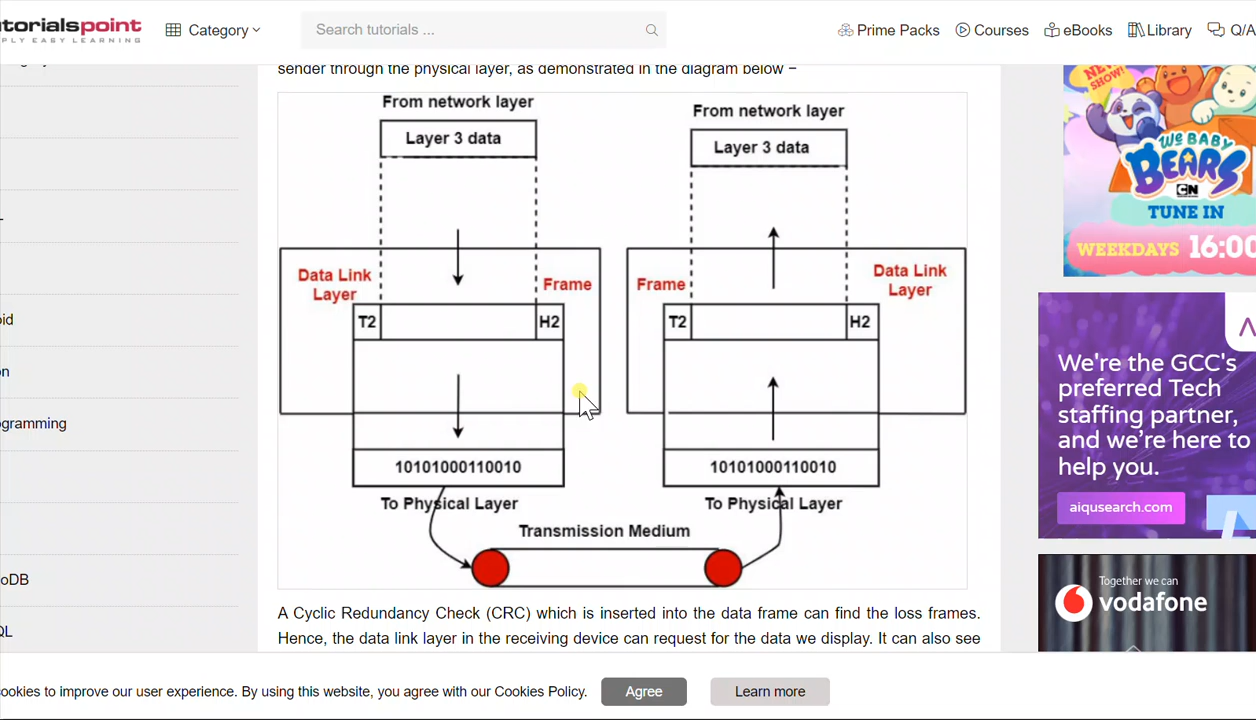 torialspoint
PLY EASY LEARNING
Category
Search tutorials ...
Prime Packs
Courses
eBooks
Library
Q/A
sender through the physical layer, as demonstrated in the diagram below −
From network layer
Layer 3 data
Data Link
Layer
Frame
T2
H2
10101000110010
To Physical Layer
From network layer
Layer 3 data
Frame
Data Link
Layer
T2
H2
10101000110010
To Physical Layer
Transmission Medium
A Cyclic Redundancy Check (CRC) which is inserted into the data frame can find the loss frames.
Hence, the data link layer in the receiving device can request for the data we display. It can also see
oid
on
ogramming
oDB
QL
NEW
SHOW!
We BABY
BEARS
CN
TUNE IN
WEEKDAYS 16:00
We're the GCC's
preferred Tech
staffing partner,
and we're here to
help you.
aiqusearch.com
Together we can
vodafone
ookies to improve our user experience. By using this website, you agree with our Cookies Policy.
Agree
Learn more